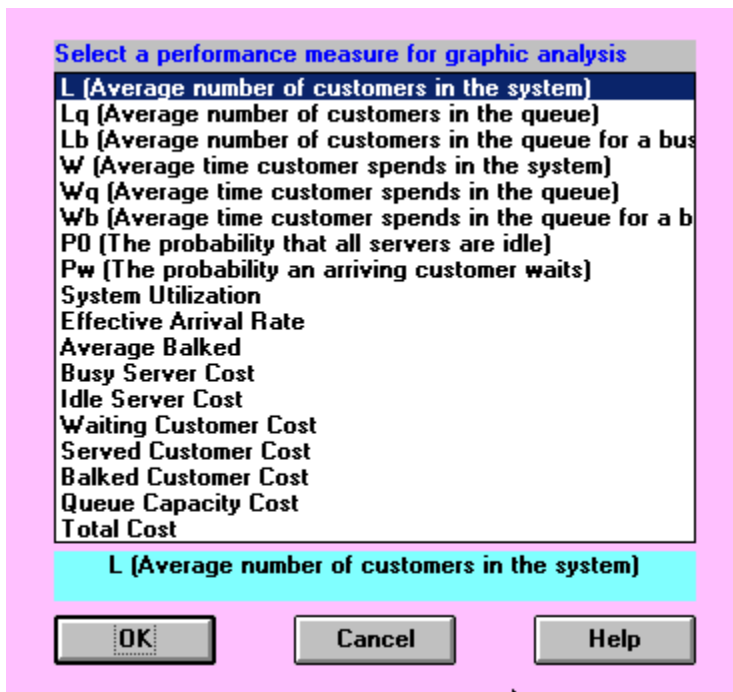 Select a performance measure for graphic analysis
L (Average number of customers in the system)
Lq (Average number of customers in the queue)
Lb (Average number of customers in the queue for a bus
W (Average time customer spends in the system)
Wq (Average time customer spends in the queue)
Wb (Average time customer spends in the queue for a b
P0 (The probability that all servers are idle)
Pw (The probability an arriving customer waits)
System Utilization
Effective Arrival Rate
Average Balked
Busy Server Cost
Idle Server Cost
Waiting Customer Cost
Served Customer Cost
Balked Customer Cost
Queue Capacity Cost
Total Cost
L (Average number of customers in the system)
OK Cancel Help